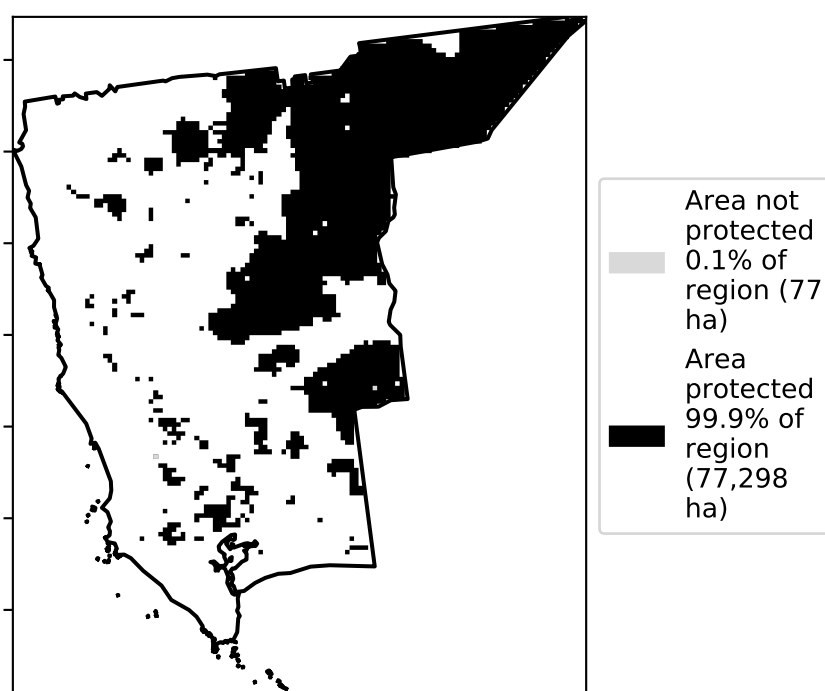 Area not
protected
0.1% of
region (77
ha)
Area
protected
99.9% of
region
(77,298
ha)